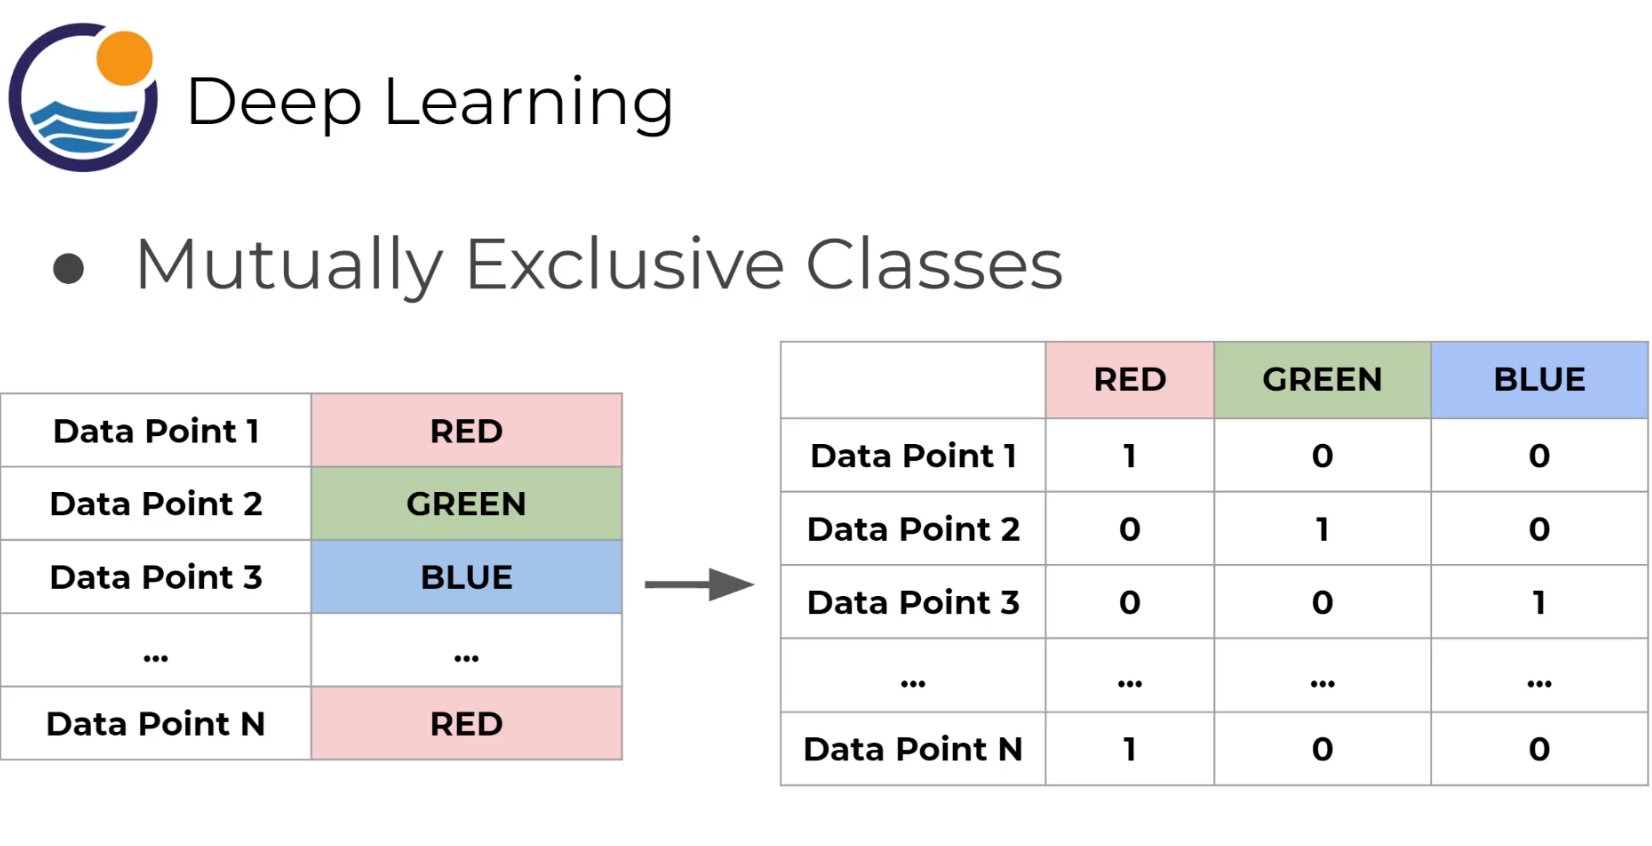 Deep Learning
● Mutually Exclusive Classes
Data Point 1 RED
Data Point 2 GREEN
Data Point 3 BLUE
... ...
Data Point N RED
RED GREEN BLUE
Data Point 1 1 0 0
Data Point 2 0 1 0
Data Point 3 0 0 1
... ... ... ...
Data Point N 1 0 0